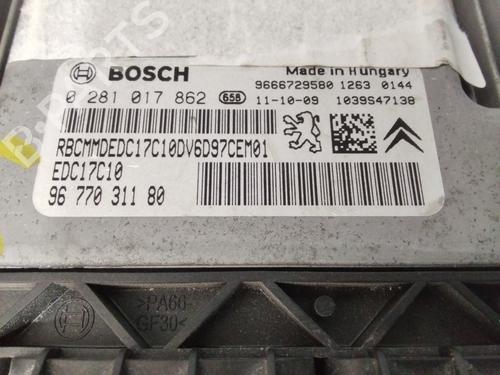 BOSCH
Made in Hungary
9666729580 1263 0144
0 281 017 862 658 11-10-09 1039S47138
RBCMMDEDC17C10DV6D97CEM01
EDC17C10
96 770 311 80
>PA66
GF30<
B-PARTS